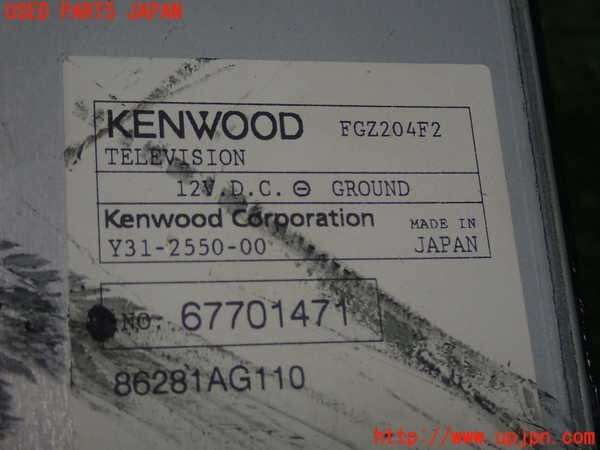 USED PARTS JAPAN
KENWOOD FGZ204F2
TELEVISION
12V. D.C. ⊖ GROUND
Kenwood Corporation MADE IN
Y31-2550-00 JAPAN
NO. 67701471
86281AG110
http://www.opjpn.com/